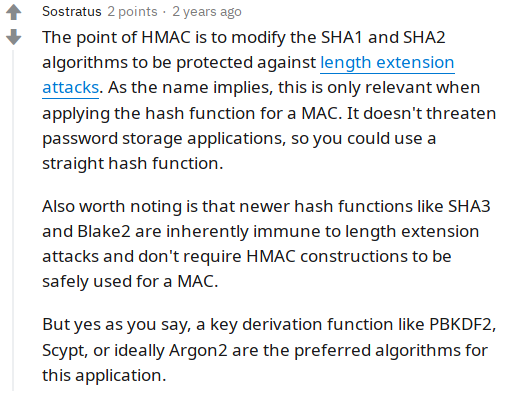 Sostratus 2 points · 2 years ago
The point of HMAC is to modify the SHA1 and SHA2
algorithms to be protected against length extension
attacks. As the name implies, this is only relevant when
applying the hash function for a MAC. It doesn't threaten
password storage applications, so you could use a
straight hash function.
Also worth noting is that newer hash functions like SHA3
and Blake2 are inherently immune to length extension
attacks and don't require HMAC constructions to be
safely used for a MAC.
But yes as you say, a key derivation function like PBKDF2,
Scypt, or ideally Argon2 are the preferred algorithms for
this application.